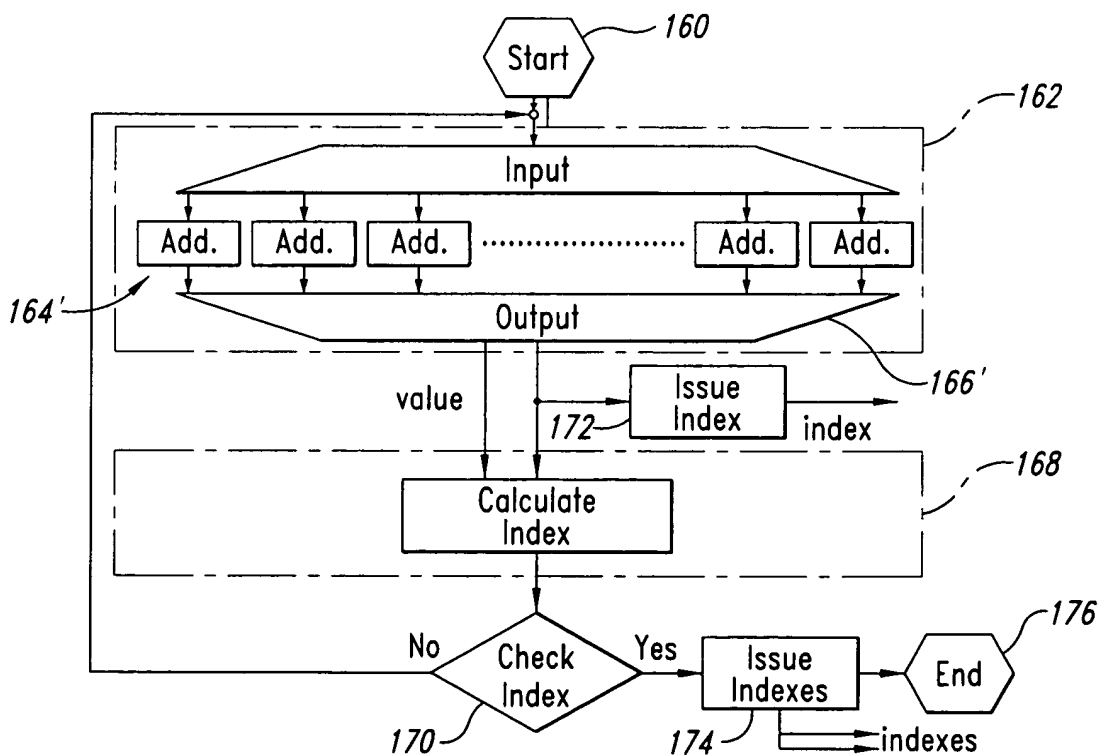 160
Start
162
Input
Add. Add. Add. Add. Add.
164'
Output
166'
value
Issue
Index
172
index
168
Calculate
Index
176
No
Yes
Check
Index
Issue
Indexes
End
170
174
indexes